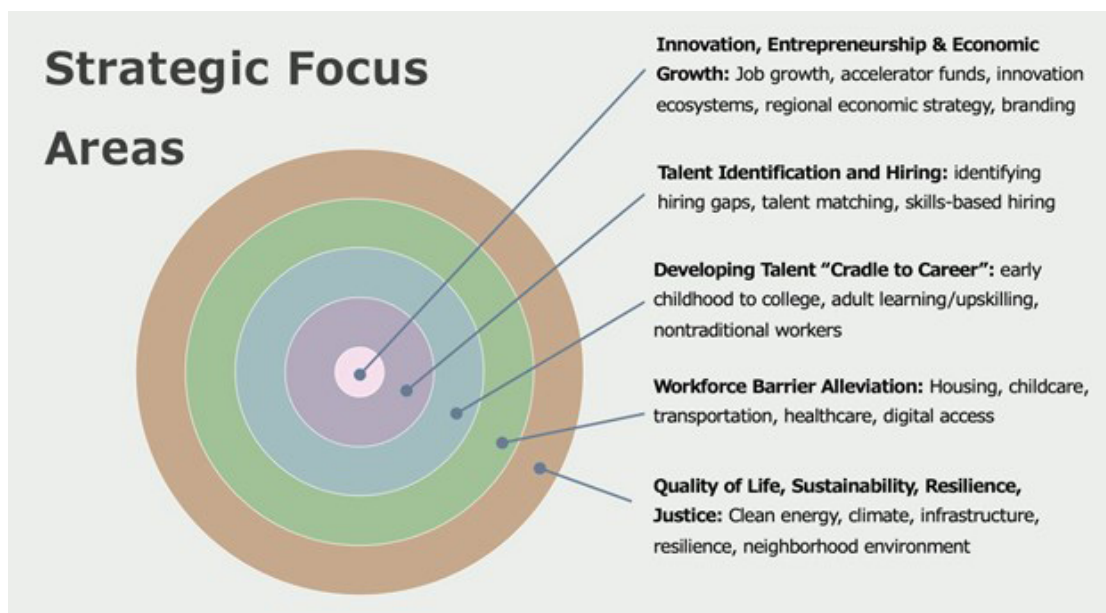 Strategic Focus
Areas
Innovation, Entrepreneurship & Economic
Growth: Job growth, accelerator funds, innovation
ecosystems, regional economic strategy, branding
Talent Identification and Hiring: identifying
hiring gaps, talent matching, skills-based hiring
Developing Talent “Cradle to Career”: early
childhood to college, adult learning/upskilling,
nontraditional workers
Workforce Barrier Alleviation: Housing, childcare,
transportation, healthcare, digital access
Quality of Life, Sustainability, Resilience,
Justice: Clean energy, climate, infrastructure,
resilience, neighborhood environment